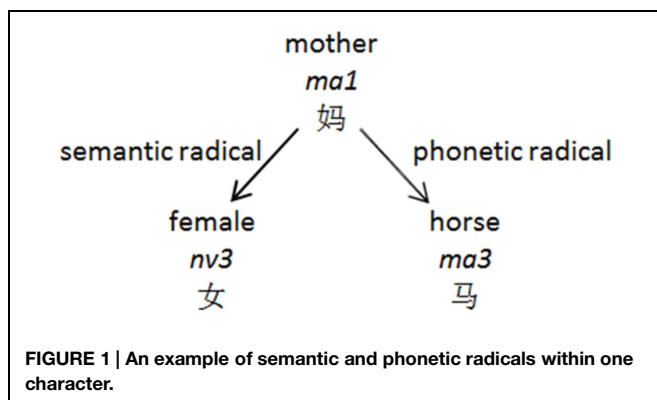 mother
ma1
妈
semantic radical
phonetic radical
female
horse
nv3
ma3
女
马
FIGURE 1 | An example of semantic and phonetic radicals within one
character.